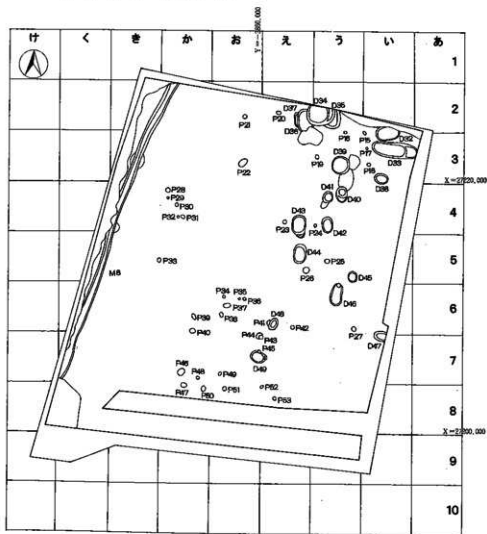 Y=-2860,000
け く き か お え う い あ
1
2
3
4
5
6
7
8
9
10
D34
D37 D35
P20
P21
D36
P16 P15 D32
P17
D33
P19 D39
P18
P22
D38
X=27220,000
P28
P29
P30
D41
D40
P32 P31
D43
P23
P24 D42
D44
P33
P25
P26
M8
D45
D46
P34 P35
P36
P37
P39 P38
P41 D48
P42
P40
P44 P43
P27
D47
P45
D49
P46
P48 P49
P47 P50 P51
P52
P53
X=27200,000